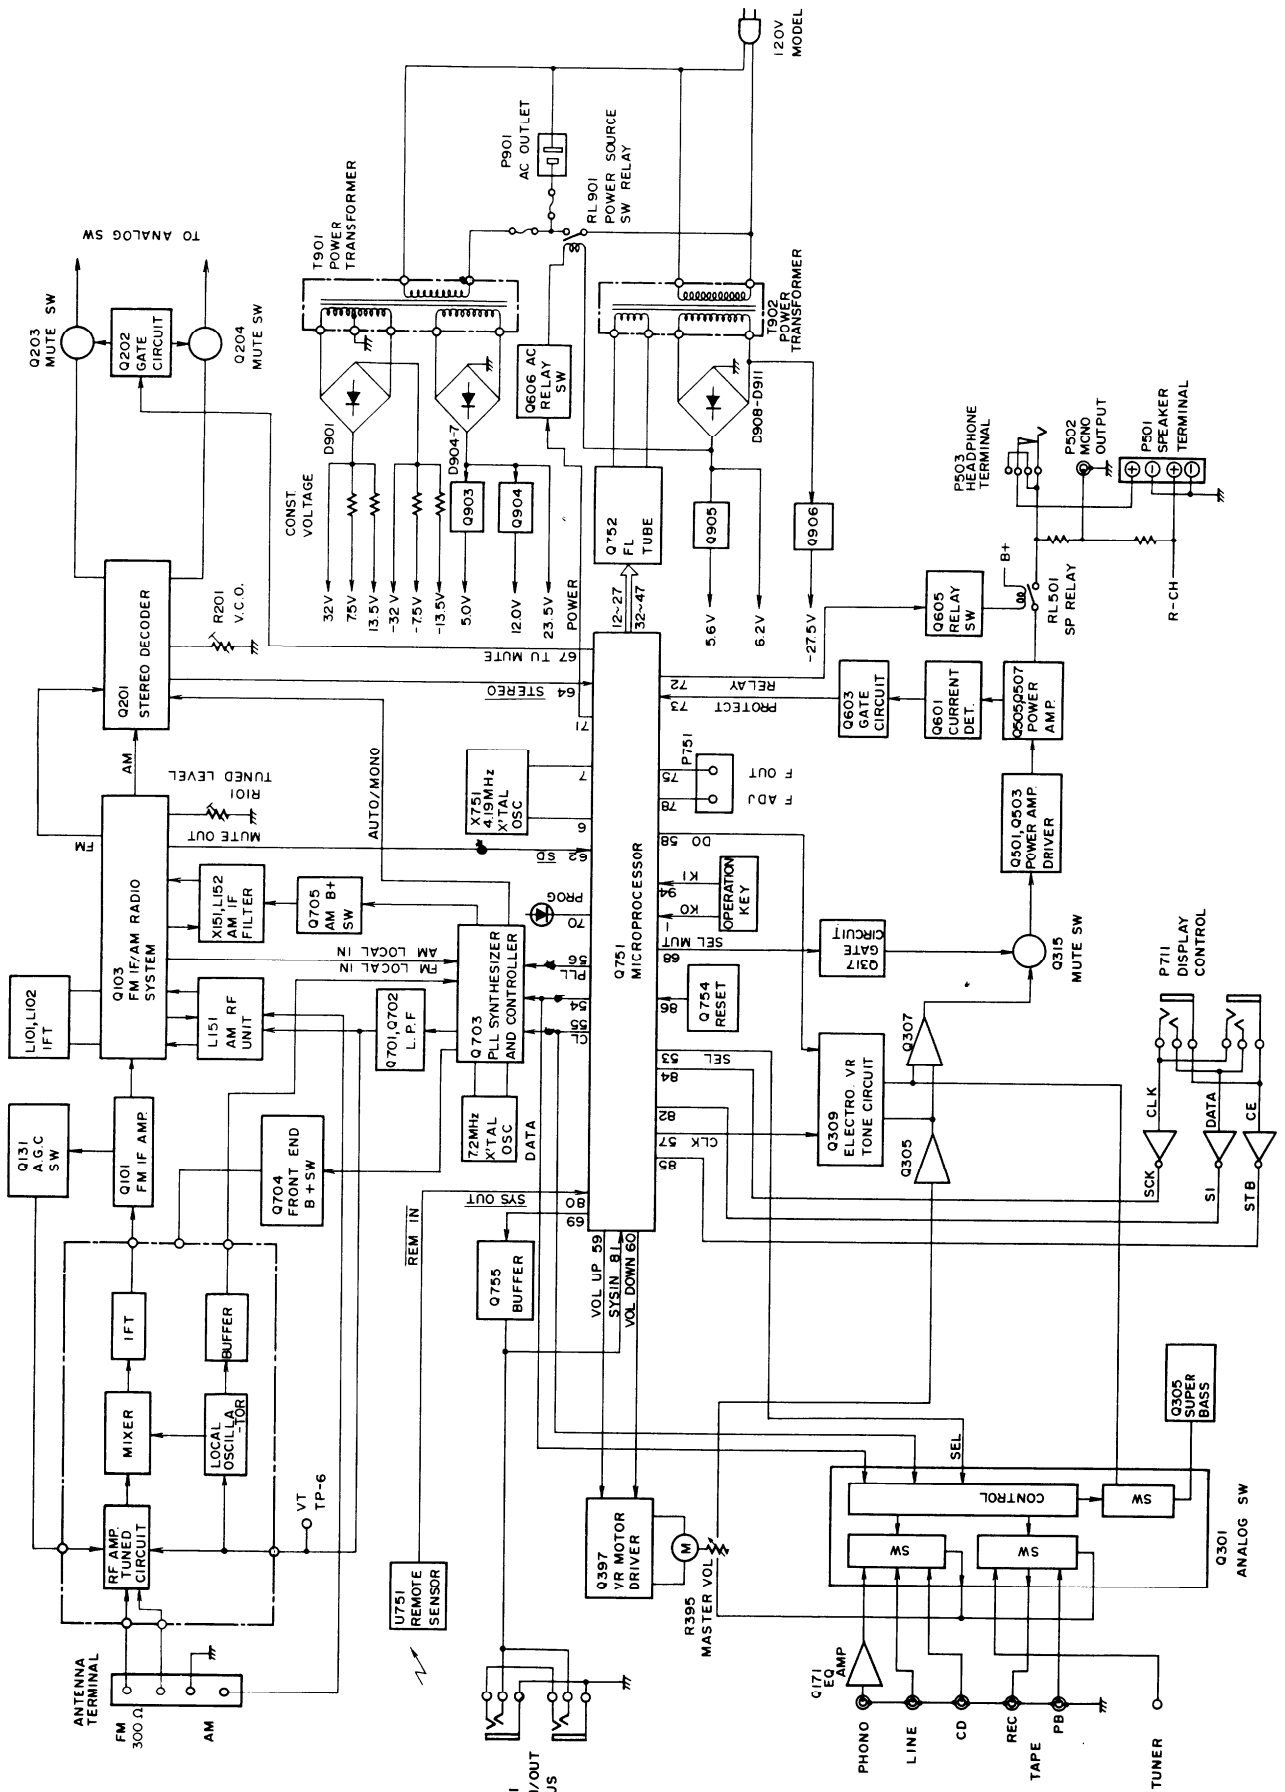 120V
MODEL
P901
AC OUTLET
RL901
POWER SOURCE
SW RELAY
TO ANALOG SW
T901
POWER
TRANSFORMER
T902
POWER
TRANSFORMER
Q203
MUTE SW
Q202
GATE
CIRCUIT
Q204
MUTE SW
D901
D904-7
Q606 AC
RELAY
SW
D908-D911
CONST.
VOLTAGE
32V
7.5V
13.5V
-32V
-7.5V
-13.5V
5.0V
12.0V
23.5V
POWER
Q903
Q904
Q752
FL
TUBE
Q905
Q906
5.6V
6.2V
-27.5V
P503
HEADPHONE
TERMINAL
P502
MONO
OUTPUT
P501
SPEAKER
TERMINAL
+
-
+
-
B+
RL501
SP RELAY
R-CH
Q605
RELAY
SW
Q201
STEREO DECODER
R201
V.C.O.
67 TU MUTE
64 STEREO
71
12~27
32~47
72
RELAY
73
PROTECT
Q603
GATE
CIRCUIT
Q601
CURRENT
DET.
Q505,Q507
POWER
AMP.
AM
FM
TUNED LEVEL
R101
MUTE OUT
AUTO/MONO
X751
4.19MHz
X'TAL
OSC
7
6
62 SD
PROG
70
P751
75
F OUT
78
F ADJ
58
DO
94
K1
1
KO
OPERATION
KEY
68
SEL MUT
Q301,Q503
POWER AMP.
DRIVER
Q315
MUTE SW
Q317
GATE
CIRCUIT
Q103
FM IF/AM RADIO
SYSTEM
L101,L102
IFT
X151,L152
AM IF
FILTER
Q705
AM B+
SW
L151
AM RF
UNIT
AM LOCAL IN
FM LOCAL IN
Q701,Q702
L.P.F
Q703
PLL SYNTHESIZER
AND CONTROLLER
7.2MHz
X'TAL
OSC
56
PLL
54
55
CL
DATA
Q751
MICROPROCESSOR
Q754
RESET
86
53
SEL
84
82
57
CLK
85
Q309
ELECTRO. VR
TONE CIRCUIT
Q307
Q305
P711
DISPLAY
CONTROL
CLK
DATA
CE
SCK
SI
STB
Q131
A.G.C
SW
Q101
FM IF AMP.
Q704
FRONT END
B+SW
REM IN
SYS OUT
80
69
Q755
BUFFER
VOL UP 59
SYSIN 81
VOL DOWN 60
IFT
BUFFER
MIXER
LOCAL
OSCILLA
-TOR
RF AMP.
TUNED
CIRCUIT
VT
TP-6
U751
REMOTE
SENSOR
Q397
VR MOTOR
DRIVER
M
R395
MASTER VOL
SEL
CONTROL
SW
SW
SW
Q305
SUPER
BASS
Q301
ANALOG SW
ANTENNA
TERMINAL
FM
300Ω
AM
Q171
EQ
AMP
PHONO
LINE
CD
REC
TAPE
PB
TUNER